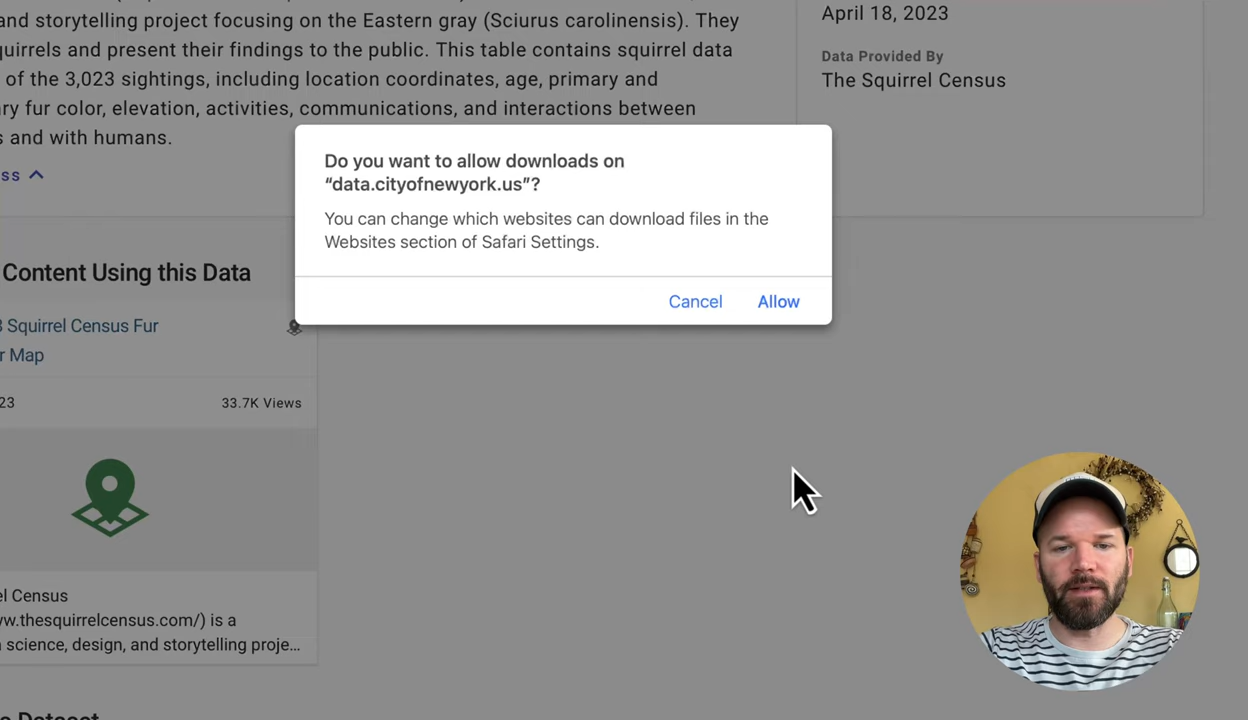 and storytelling project focusing on the Eastern gray (Sciurus carolinensis). They
quirrels and present their findings to the public. This table contains squirrel data
of the 3,023 sightings, including location coordinates, age, primary and
ry fur color, elevation, activities, communications, and interactions between
s and with humans.
ss
April 18, 2023
Data Provided By
The Squirrel Census
Do you want to allow downloads on
“data.cityofnewyork.us”?
You can change which websites can download files in the
Websites section of Safari Settings.
Cancel Allow
Content Using this Data
Squirrel Census Fur
r Map
23 33.7K Views
el Census
ww.thesquirrelcensus.com/) is a
science, design, and storytelling proje...
Dataset